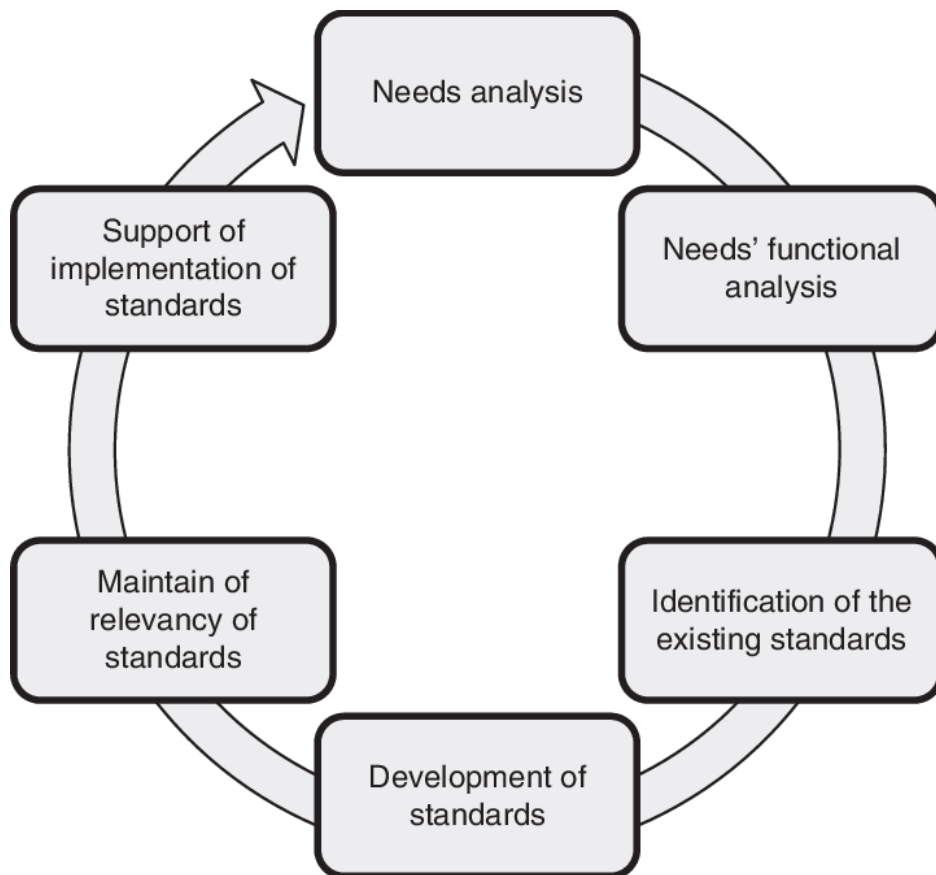 Needs analysis
Needs’ functional
analysis
Identification of the
existing standards
Development of
standards
Maintain of
relevancy of
standards
Support of
implementation of
standards